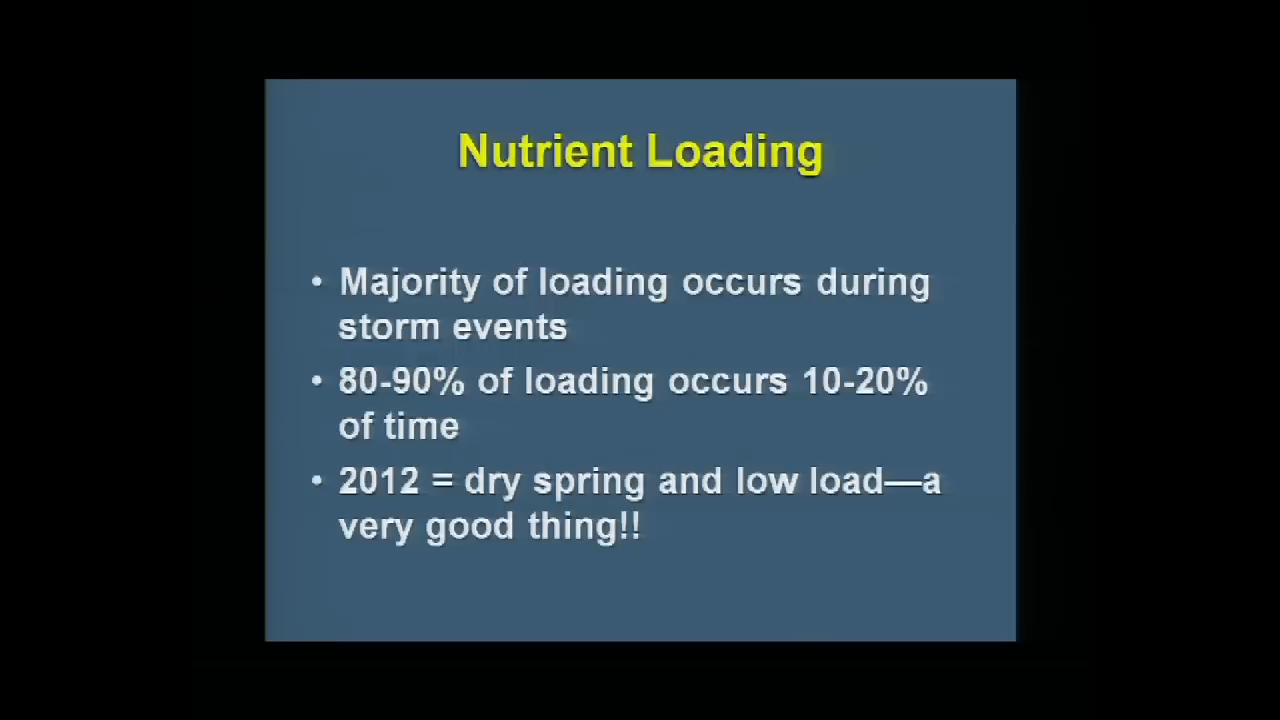 Nutrient Loading
• Majority of loading occurs during
storm events
• 80-90% of loading occurs 10-20%
of time
• 2012 = dry spring and low load—a
very good thing!!